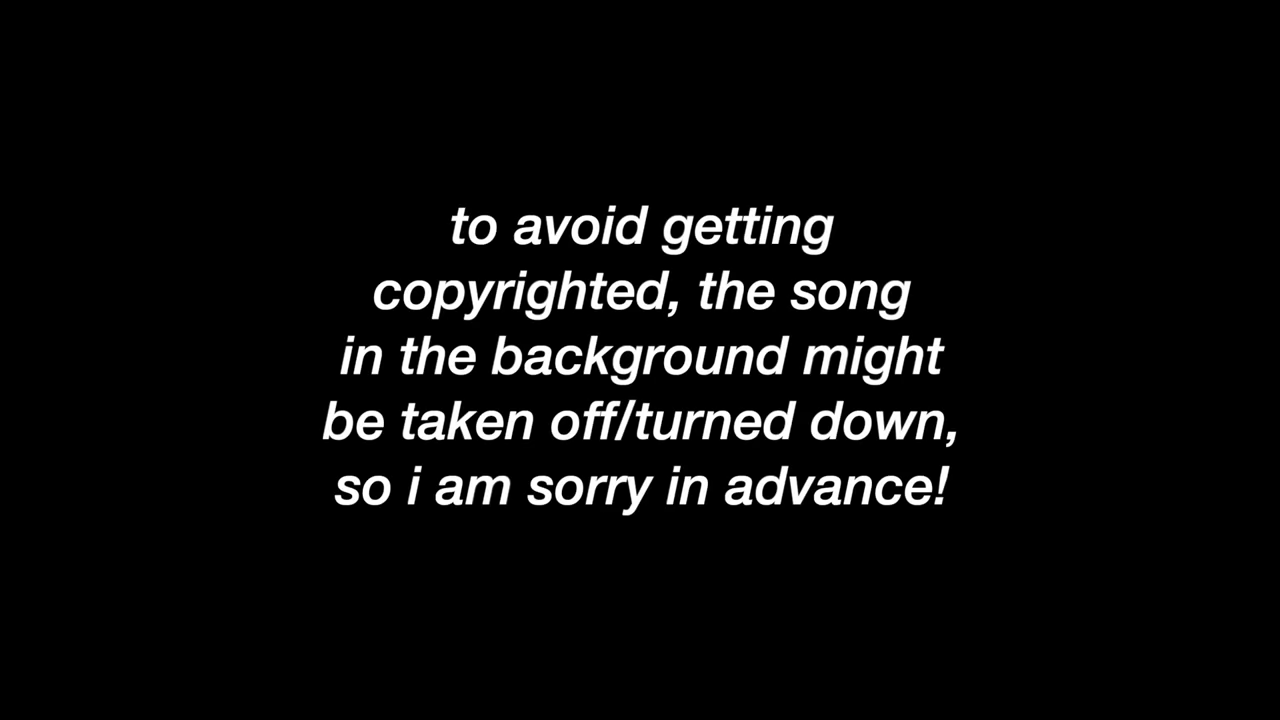 to avoid getting
copyrighted, the song
in the background might
be taken off/turned down,
so i am sorry in advance!